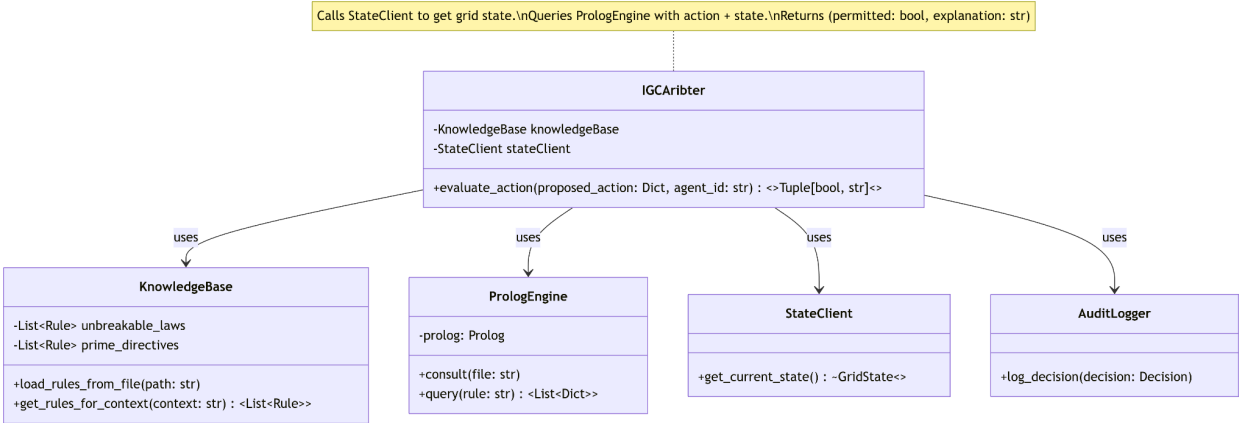 Calls StateClient to get grid state.\nQueries PrologEngine with action + state.\nReturns (permitted: bool, explanation: str)
IGCAribter
-KnowledgeBase knowledgeBase
-StateClient stateClient
+evaluate_action(proposed_action: Dict, agent_id: str) : <>Tuple[bool, str]<>
uses
uses
uses
uses
KnowledgeBase
-List<Rule> unbreakable_laws
-List<Rule> prime_directives
+load_rules_from_file(path: str)
+get_rules_for_context(context: str) : <List<Rule>>
PrologEngine
-prolog: Prolog
+consult(file: str)
+query(rule: str) : <List<Dict>>
StateClient
+get_current_state() : ~GridState<>
AuditLogger
+log_decision(decision: Decision)